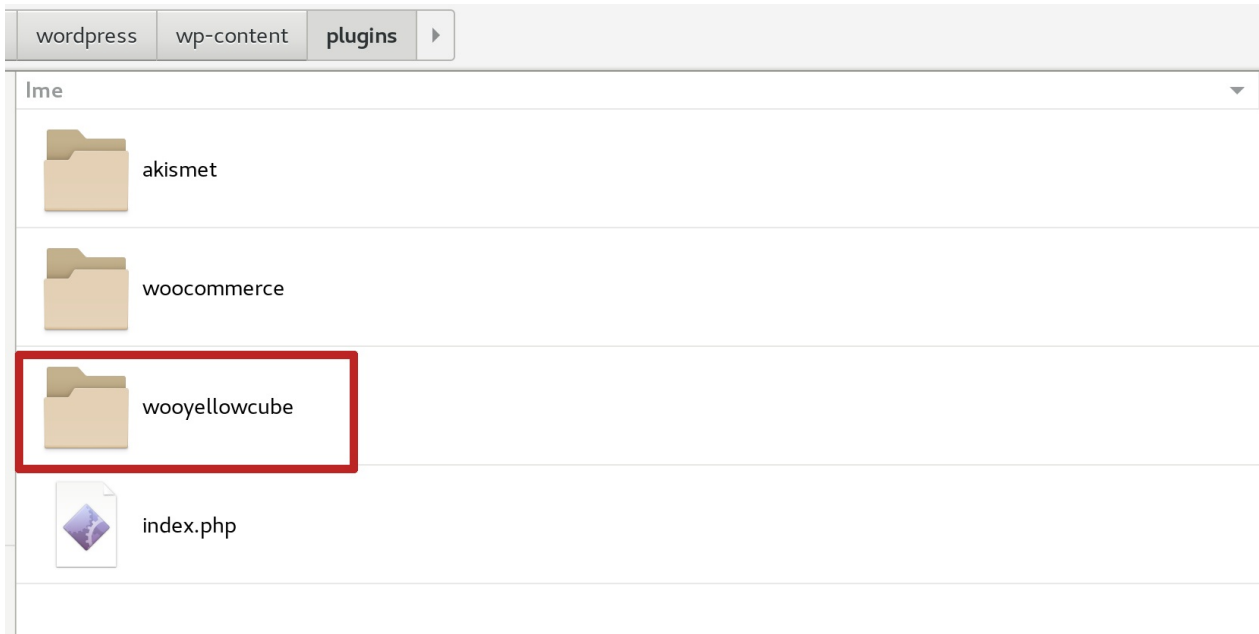 wordpress wp-content plugins
Ime
akismet
woocommerce
wooyellowcube
index.php